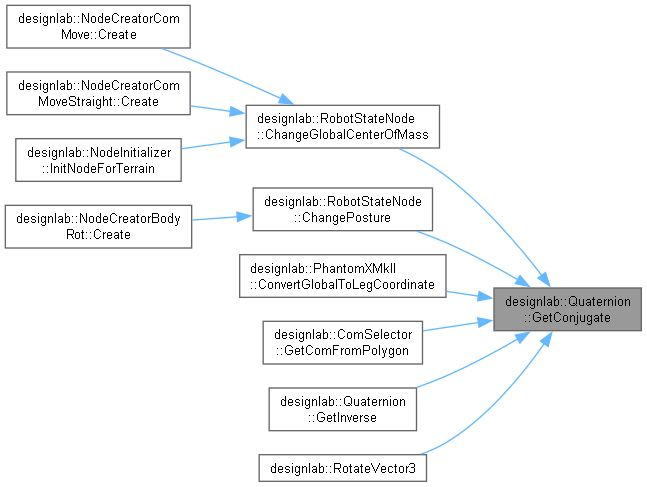 designlab::NodeCreatorCom
Move::Create
designlab::NodeCreatorCom
MoveStraight::Create
designlab::NodeInitializer
::InitNodeForTerrain
designlab::NodeCreatorBody
Rot::Create
designlab::RobotStateNode
::ChangeGlobalCenterOfMass
designlab::RobotStateNode
::ChangePosture
designlab::PhantomXMkII
::ConvertGlobalToLegCoordinate
designlab::ComSelector
::GetComFromPolygon
designlab::Quaternion
::GetInverse
designlab::RotateVector3
designlab::Quaternion
::GetConjugate